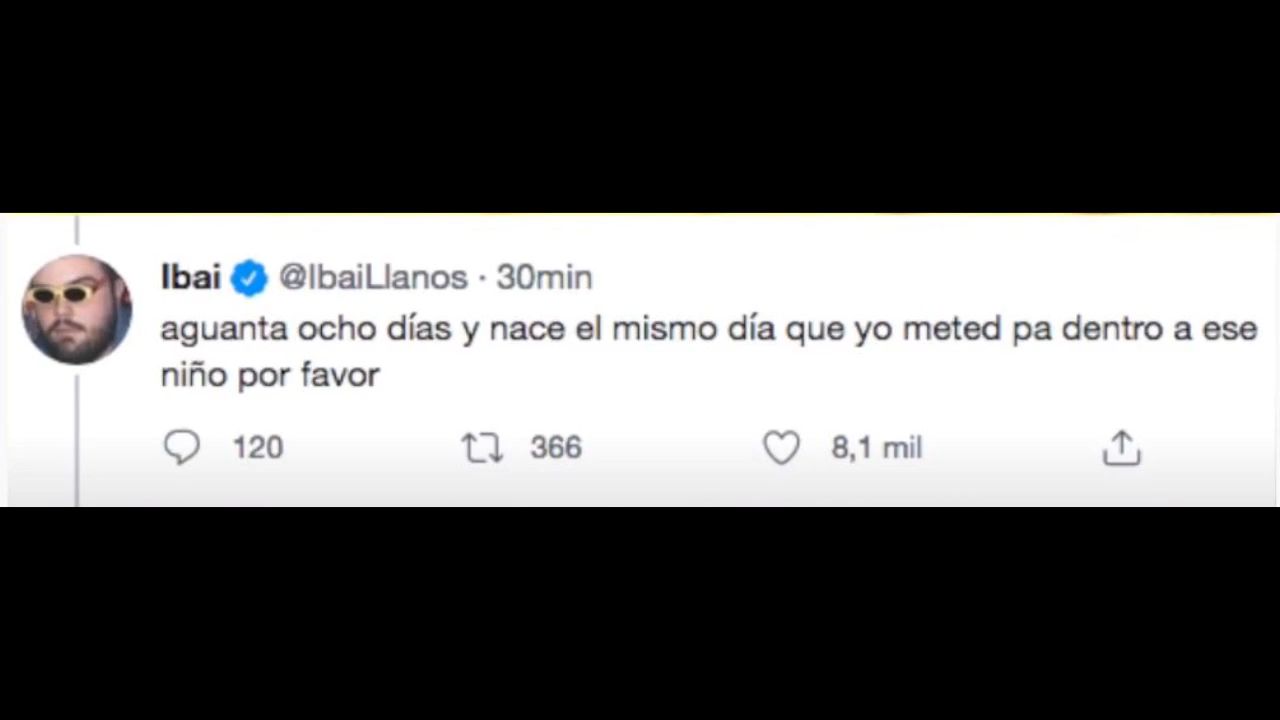 Ibai @IbaiLlanos · 30min
aguanta ocho días y nace el mismo día que yo meted pa dentro a ese
niño por favor
120 366 8,1 mil